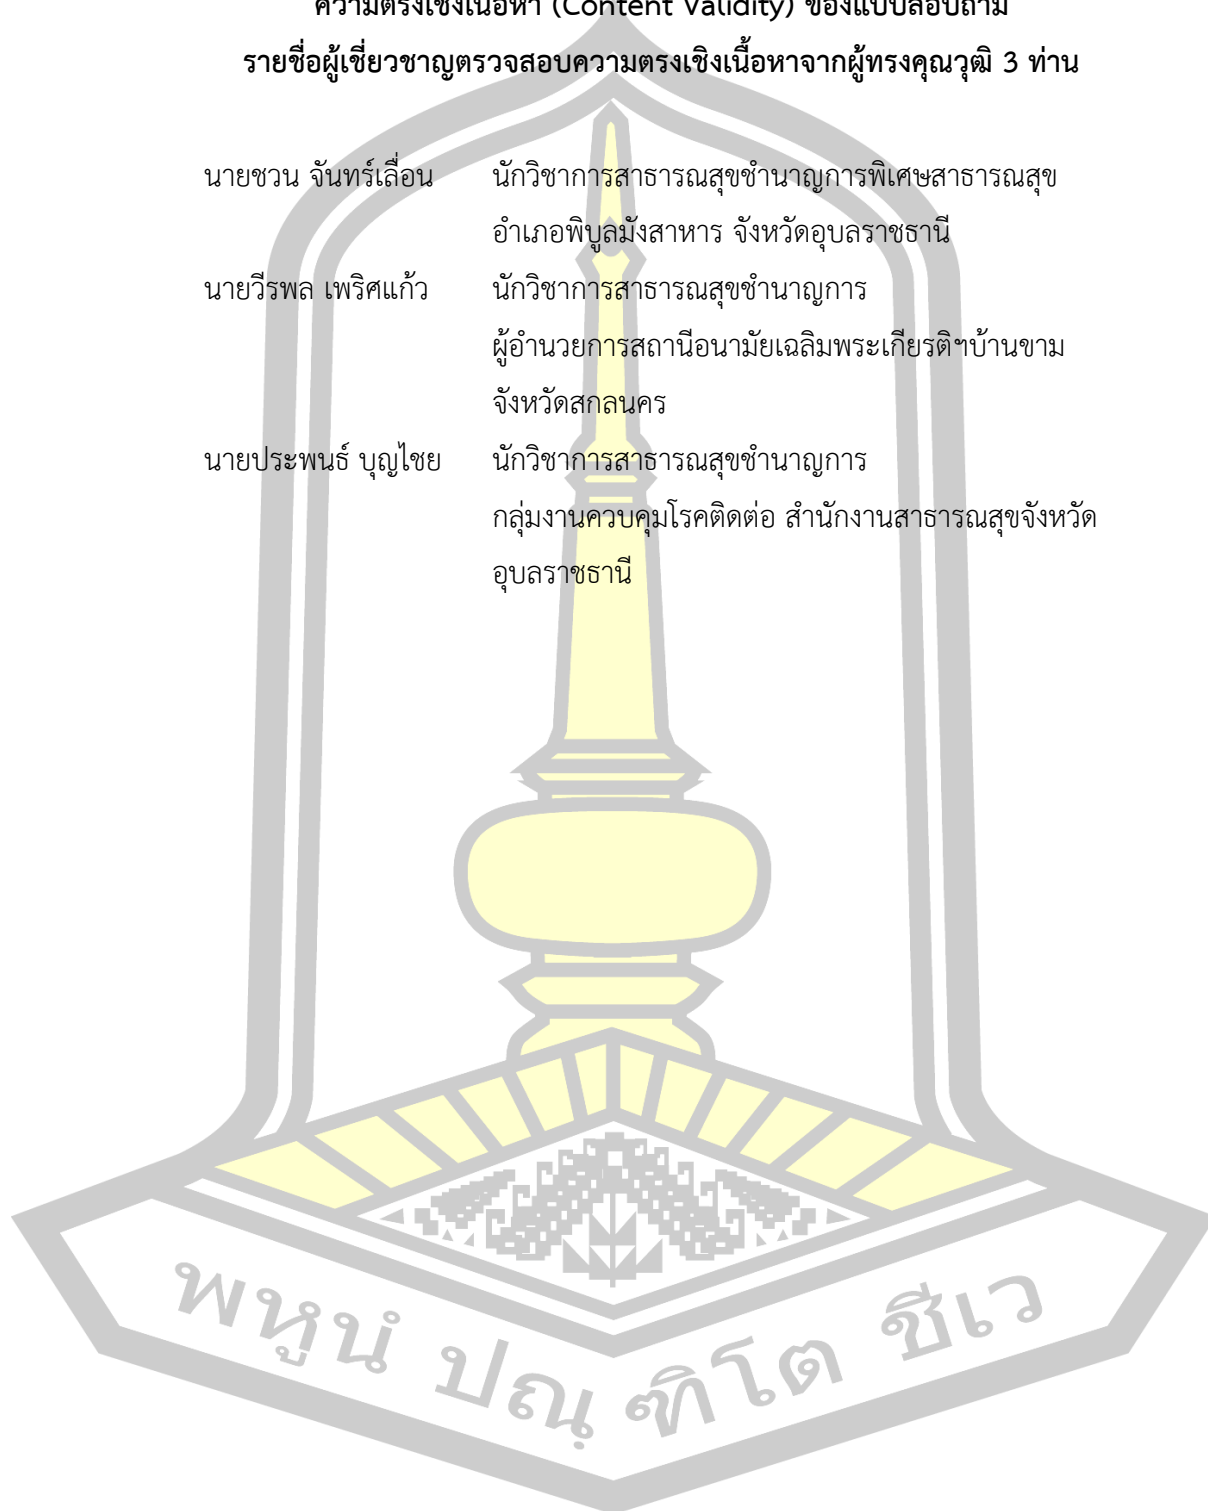 ความตรงเชิงเนื้อหา (Content Validity) ของแบบสอบถาม
รายชื่อผู้เชี่ยวชาญตรวจสอบความตรงเชิงเนื้อหาจากผู้ทรงคุณวุฒิ 3 ท่าน
นายชวน จันทร์เลื่อน นักวิชาการสาธารณสุขชำนาญการพิเศษสาธารณสุข
อำเภอพิบูลมังสาหาร จังหวัดอุบลราชธานี
นายวีรพล เพริศแก้ว นักวิชาการสาธารณสุขชำนาญการ
ผู้อำนวยการสถานีอนามัยเฉลิมพระเกียรติฯบ้านขาม
จังหวัดสกลนคร
นายประพนธ์ บุญไชย นักวิชาการสาธารณสุขชำนาญการ
กลุ่มงานควบคุมโรคติดต่อ สำนักงานสาธารณสุขจังหวัด
อุบลราชธานี
พหูนํ ปณฺฑิโต ชีเว